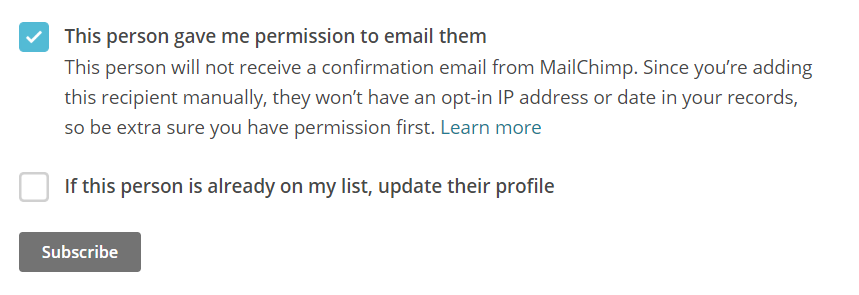 This person gave me permission to email them
This person will not receive a confirmation email from MailChimp. Since you’re adding
this recipient manually, they won’t have an opt-in IP address or date in your records,
so be extra sure you have permission first. Learn more
If this person is already on my list, update their profile
Subscribe